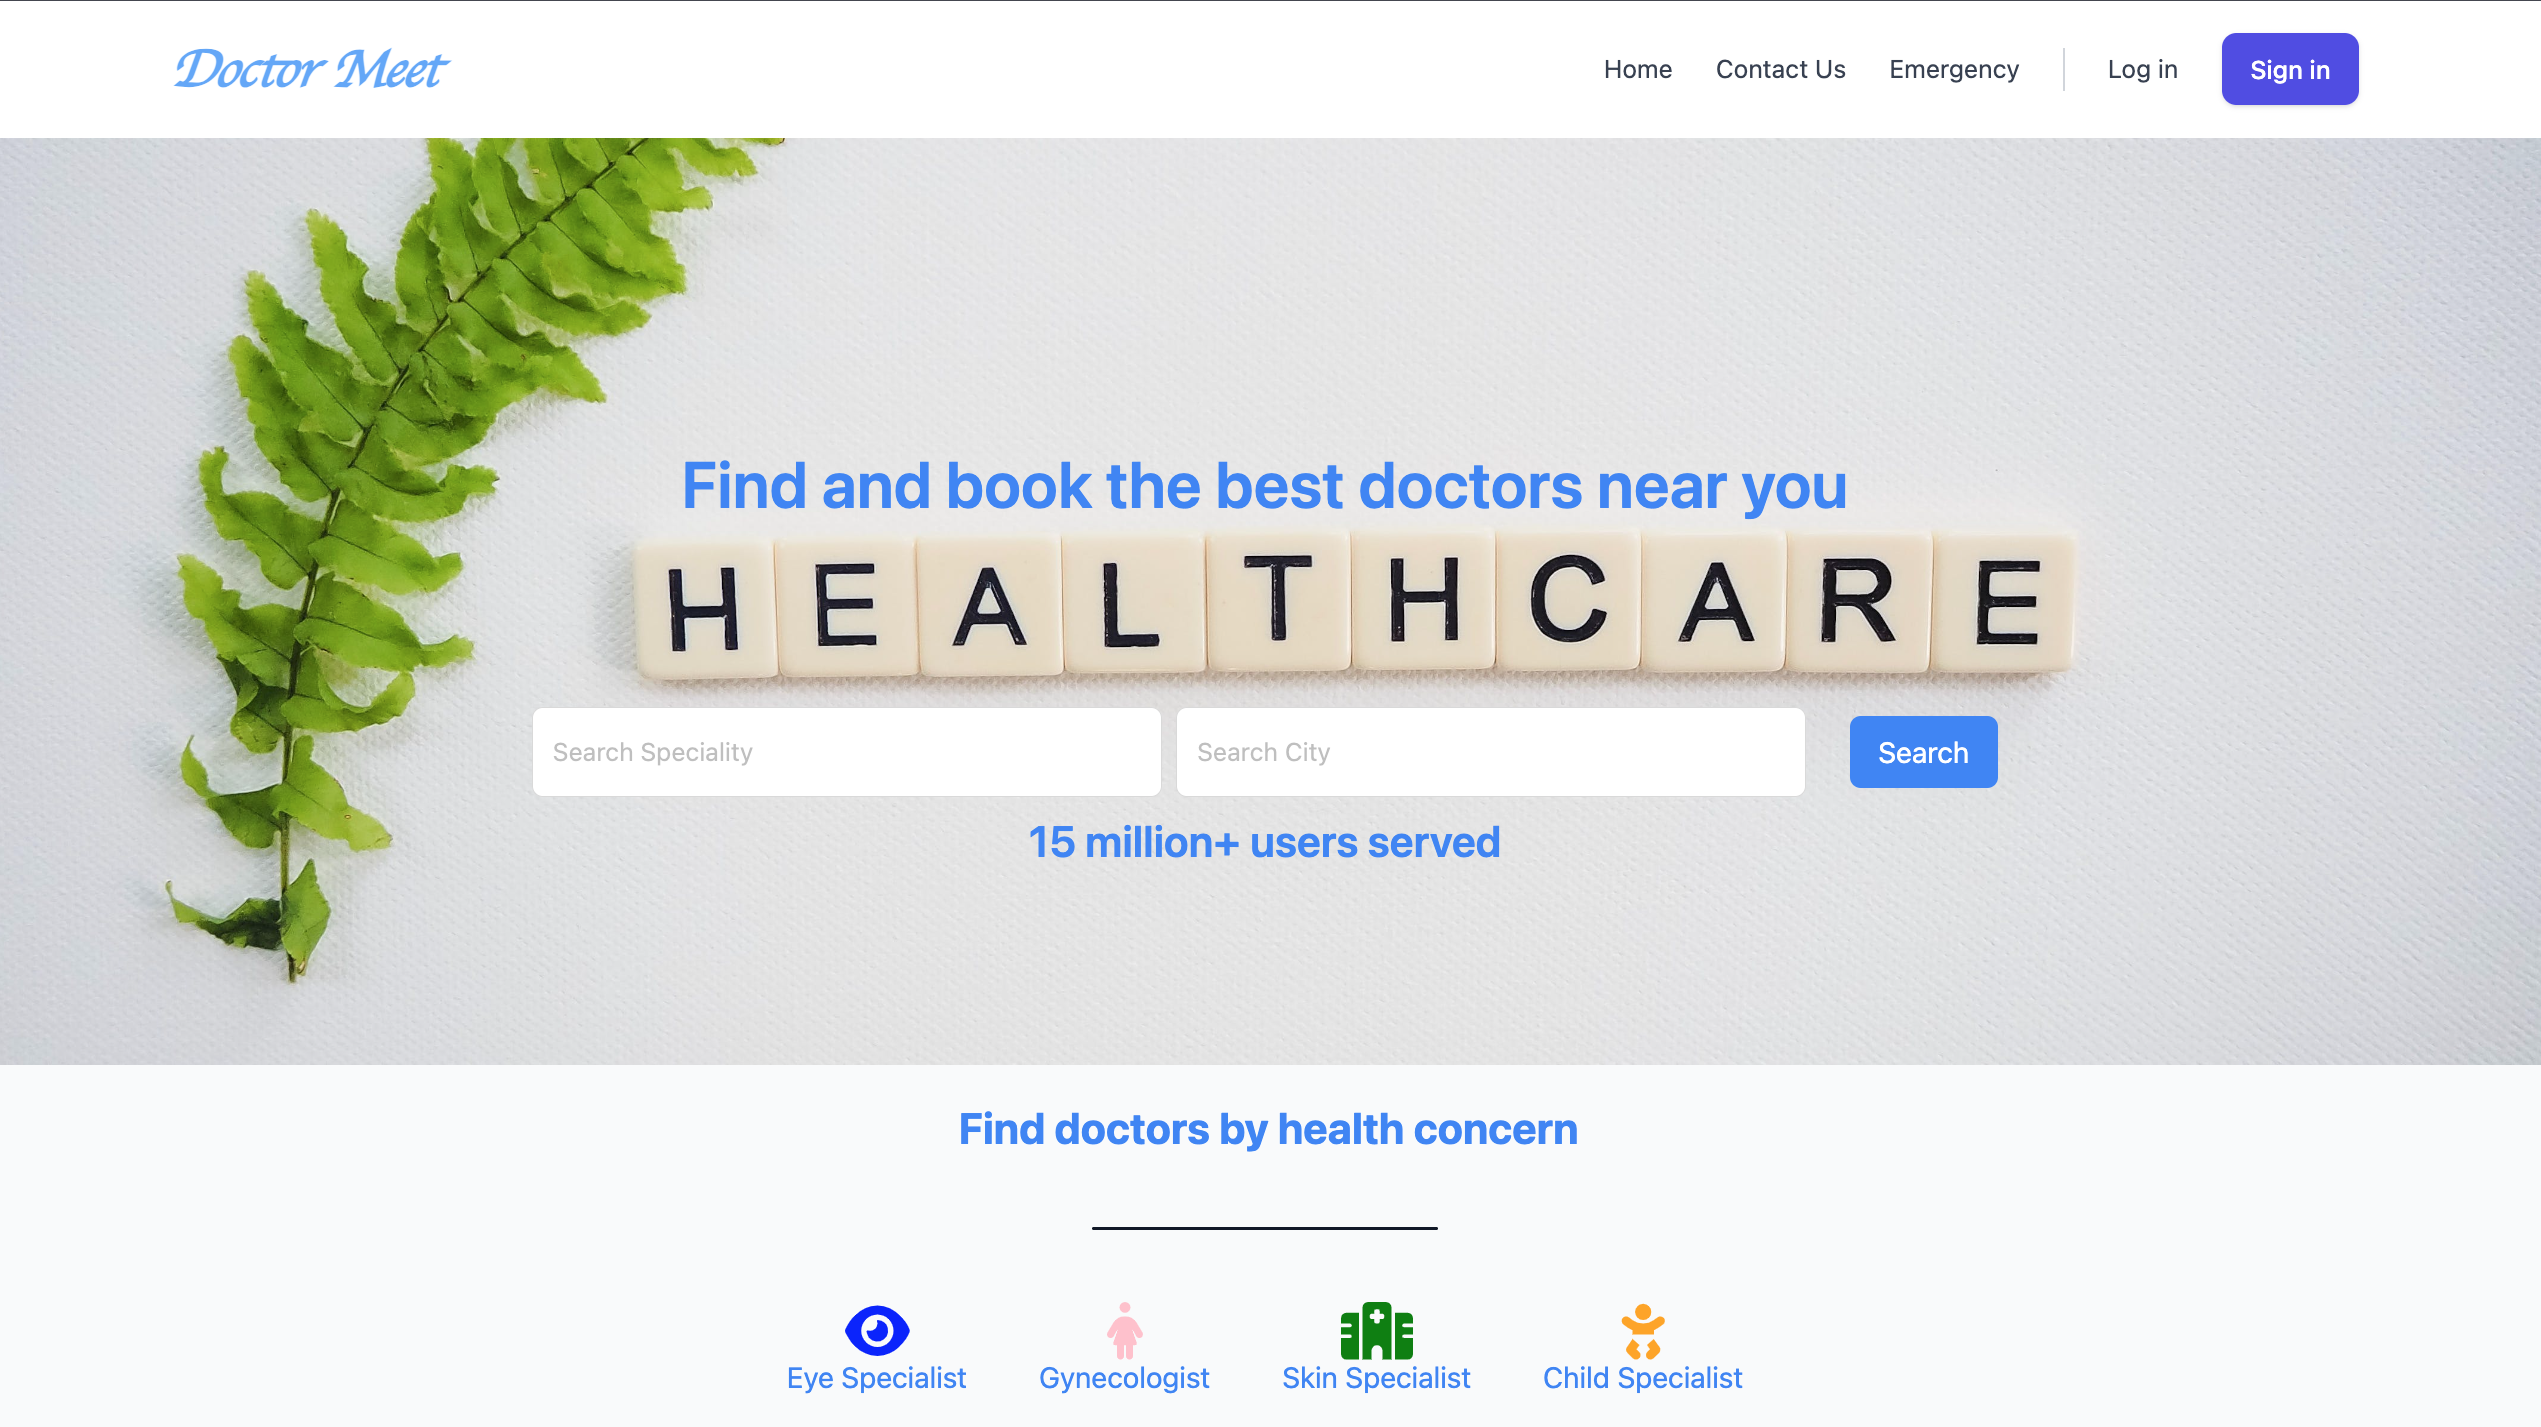 Doctor Meet
Home Contact Us Emergency Log in Sign in
Find and book the best doctors near you
HEALTHCARE
Search Speciality Search City Search
15 million+ users served
Find doctors by health concern
Eye Specialist Gynecologist Skin Specialist Child Specialist